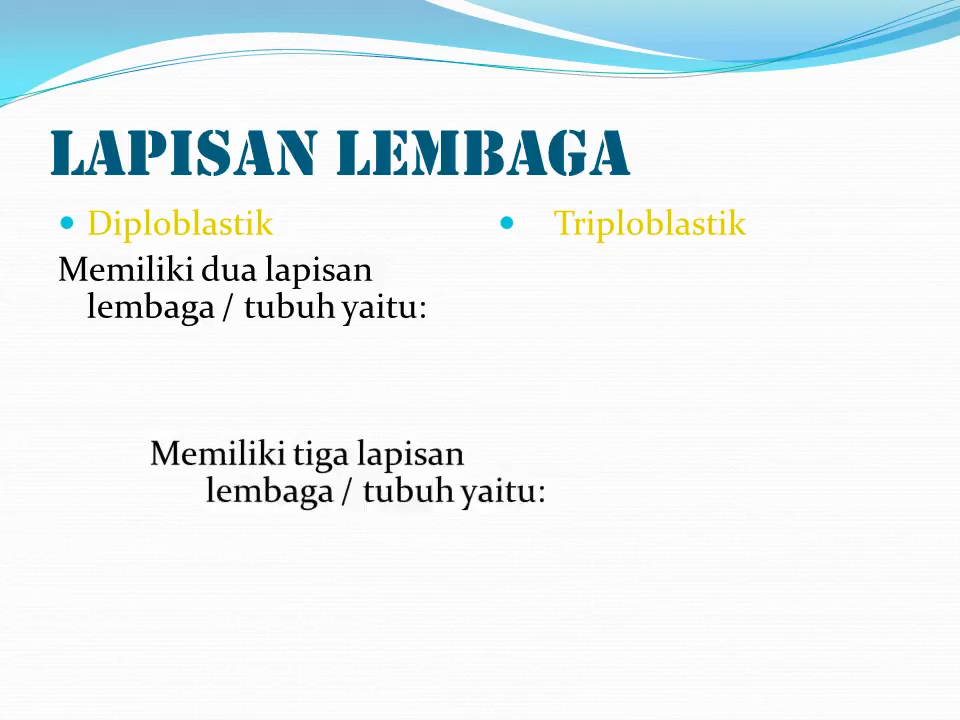 LAPISAN LEMBAGA
Diploblastik
Memiliki dua lapisan
lembaga / tubuh yaitu:
Triploblastik
Memiliki tiga lapisan
lembaga / tubuh yaitu: